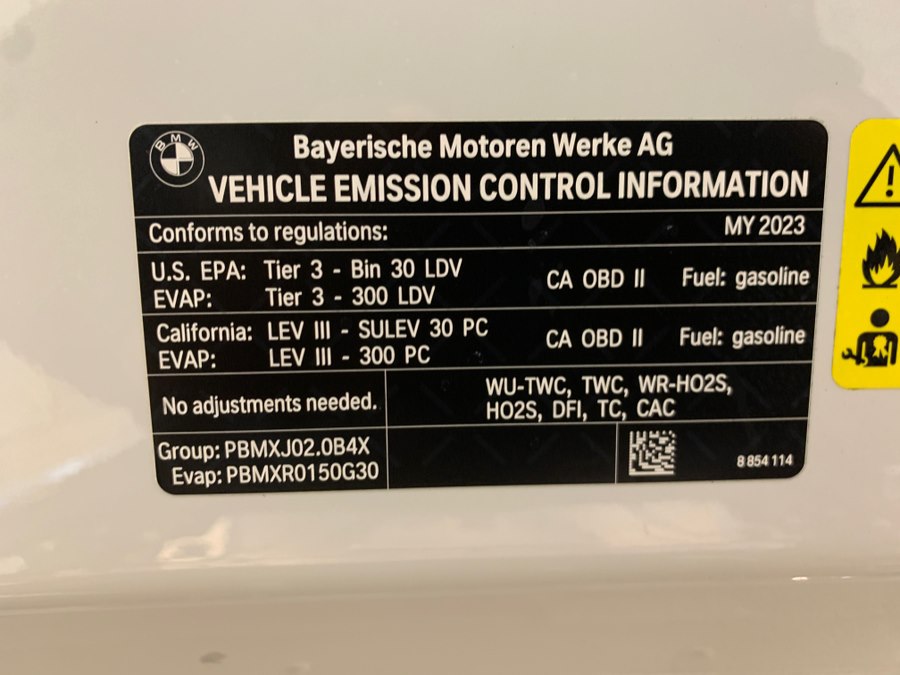 BMW
Bayerische Motoren Werke AG
VEHICLE EMISSION CONTROL INFORMATION
Conforms to regulations: MY 2023
U.S. EPA: Tier 3 - Bin 30 LDV CA OBD II Fuel: gasoline
EVAP: Tier 3 - 300 LDV
California: LEV III - SULEV 30 PC CA OBD II Fuel: gasoline
EVAP: LEV III - 300 PC
No adjustments needed.
WU-TWC, TWC, WR-HO2S,
HO2S, DFI, TC, CAC
Group: PBMXJ02.0B4X
Evap: PBMXR0150G30
8 854 114